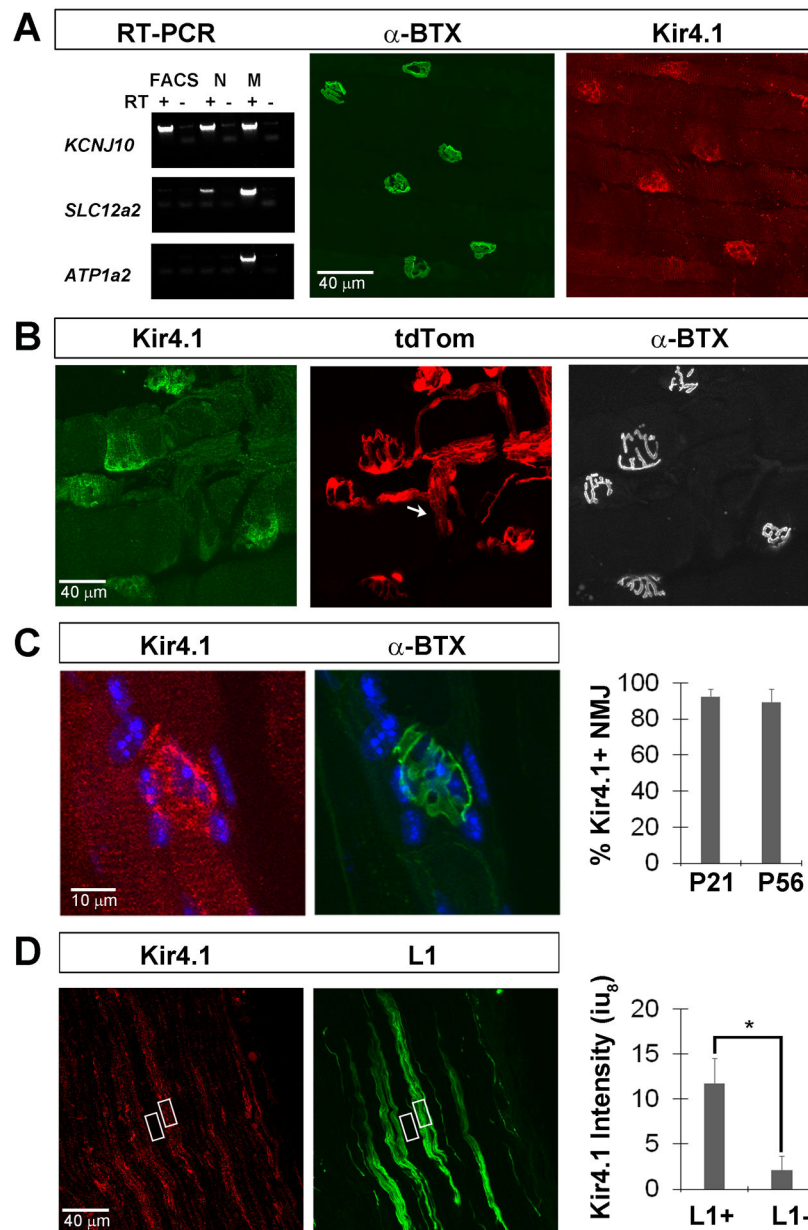 A
RT-PCR
α-BTX
Kir4.1
FACS N M
RT + - + - + -
KCNJ10
SLC12a2
ATP1a2
40 μm
B
Kir4.1
tdTom
α-BTX
40 μm
C
Kir4.1
α-BTX
10 μm
% Kir4.1+ NMJ
100
80
60
40
20
0
P21 P56
D
Kir4.1
L1
40 μm
Kir4.1 Intensity (iu8)
20
15
10
5
0
*
L1+ L1-